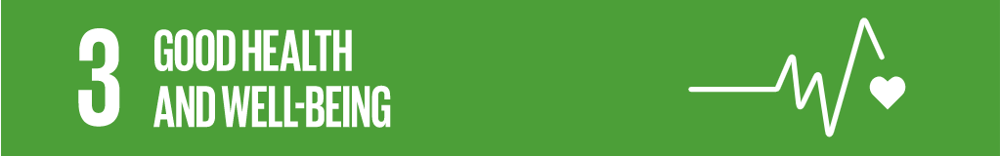 3
GOOD HEALTH
AND WELL-BEING